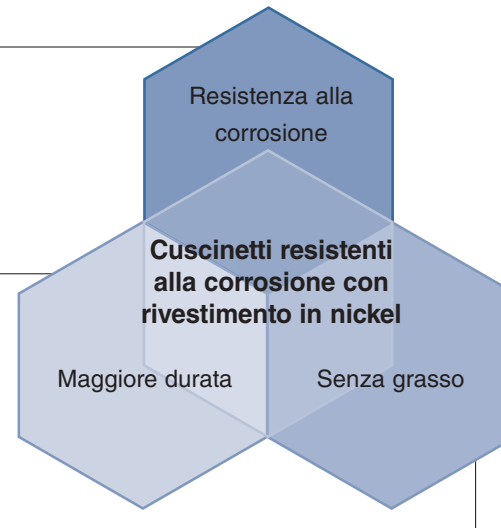 Resistenza alla
corrosione
Cuscinetti resistenti
alla corrosione con
rivestimento in nickel
Maggiore durata
Senza grasso